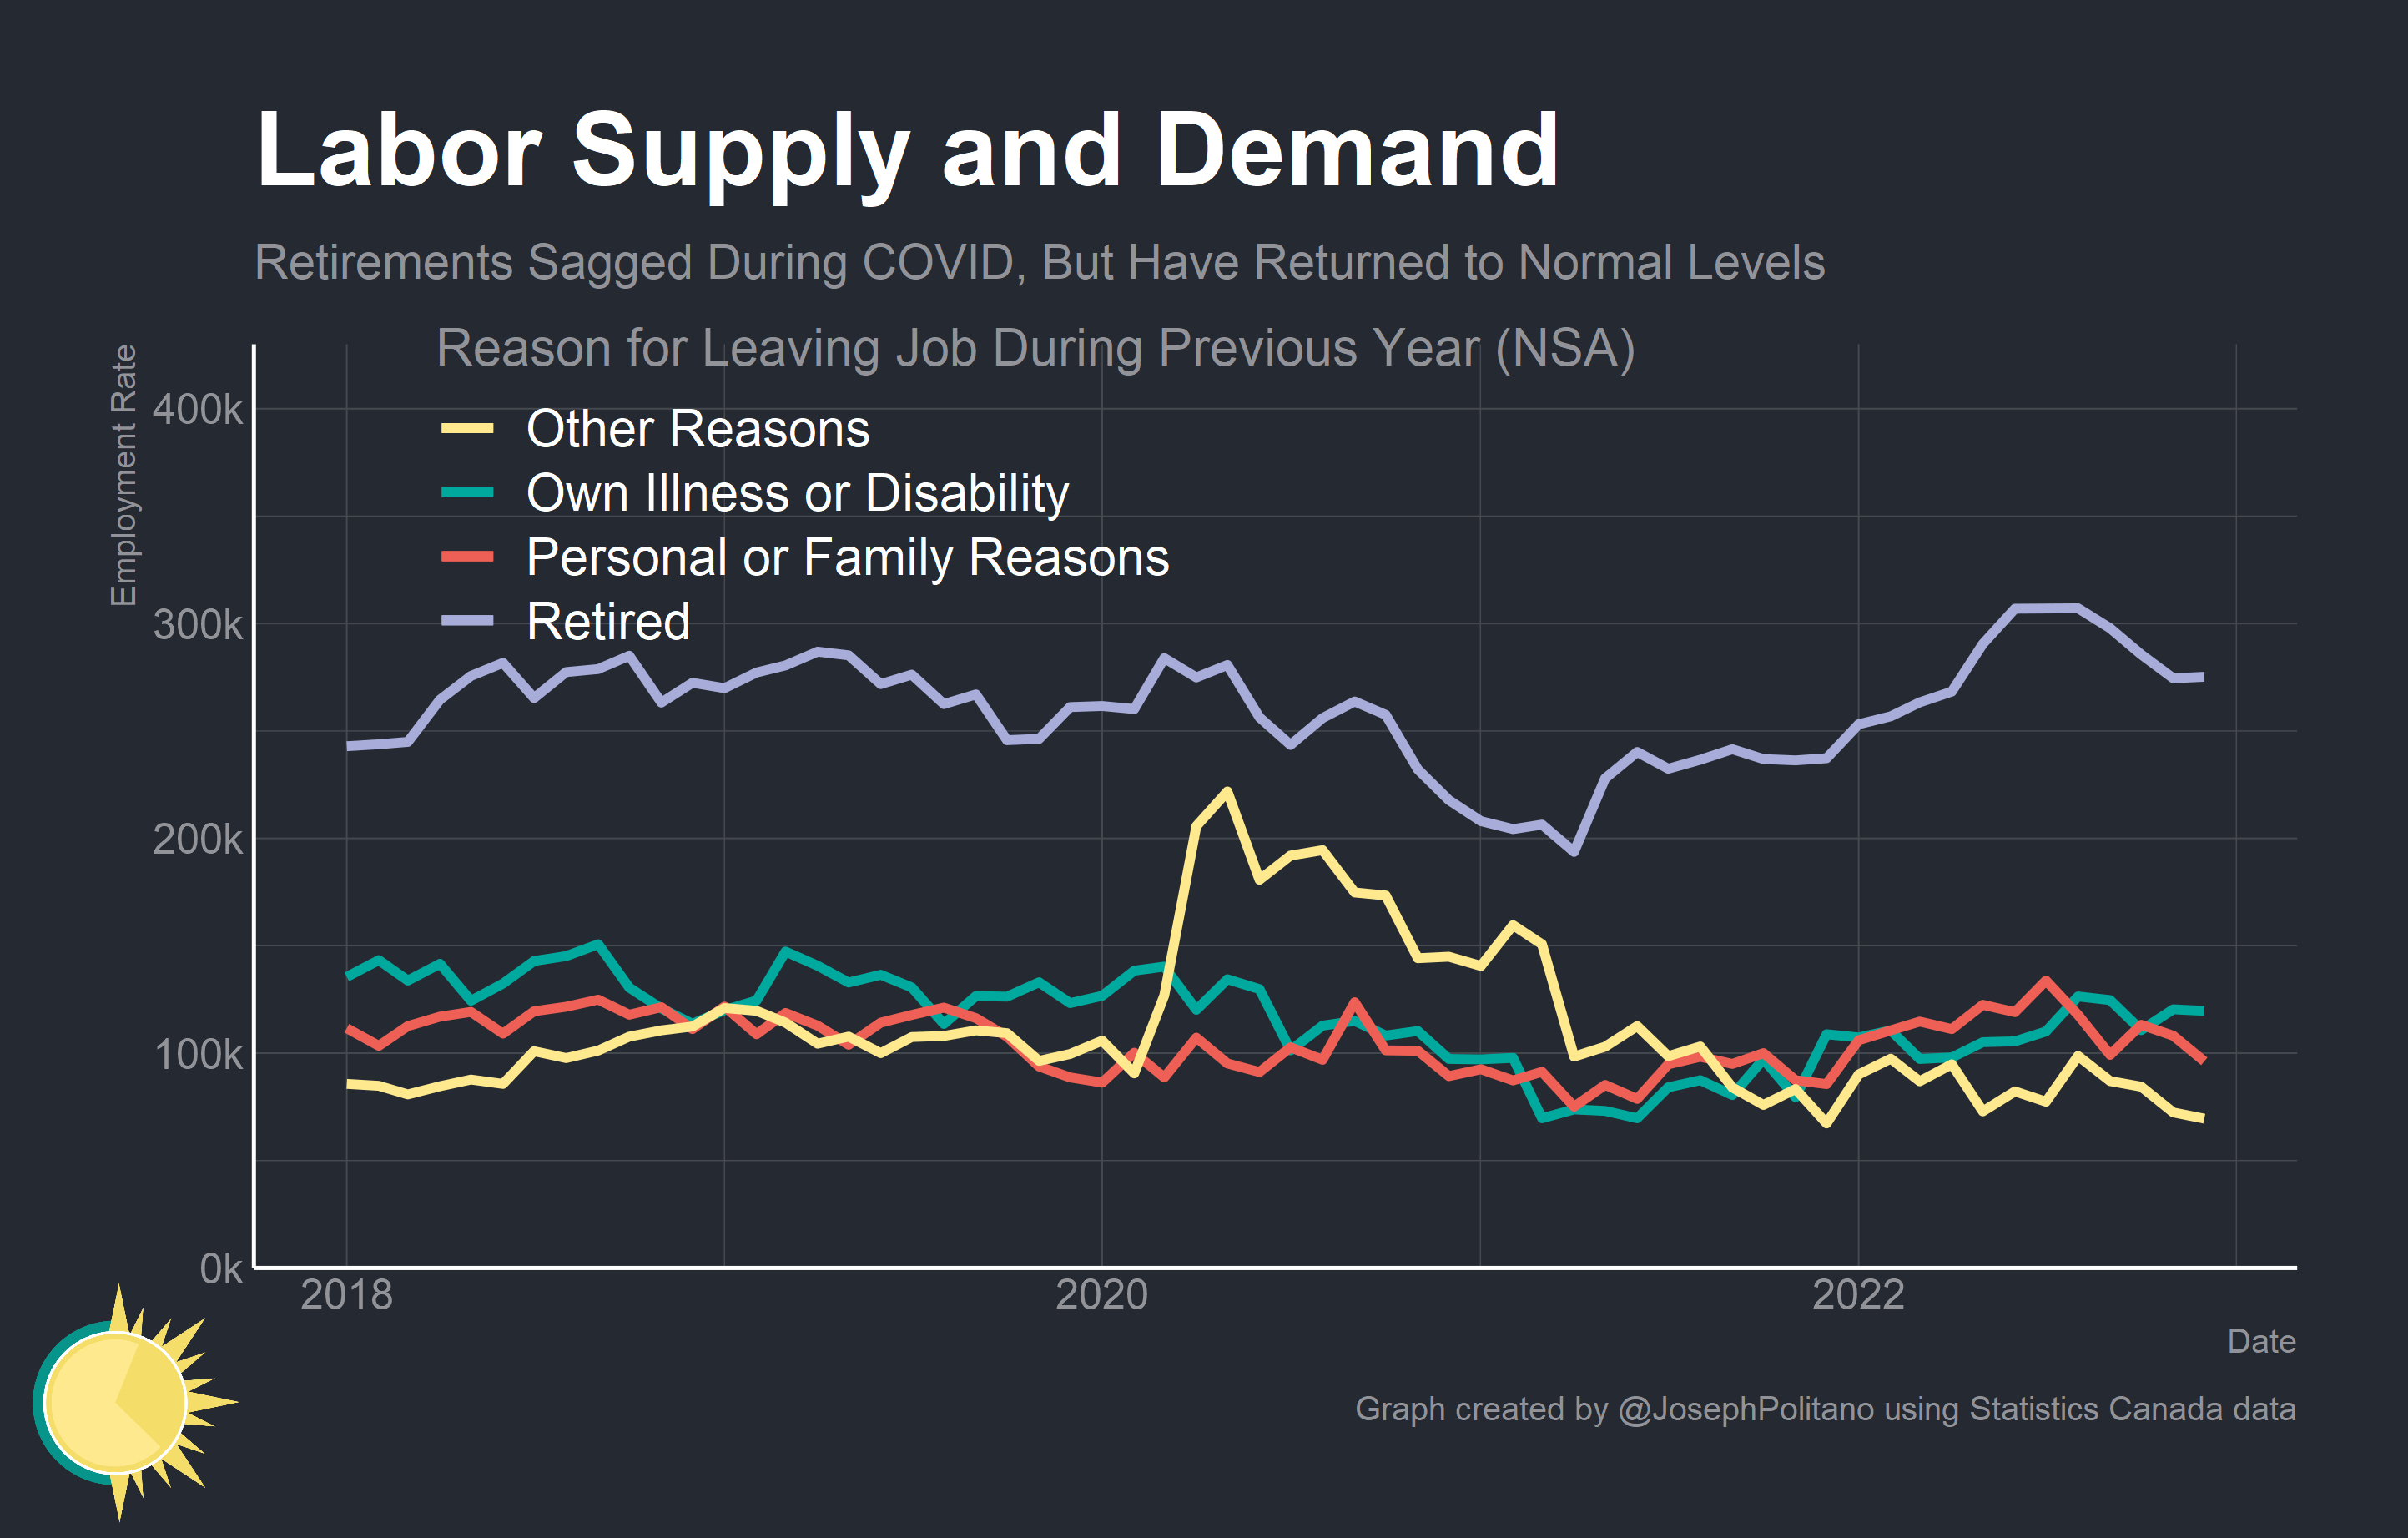 Labor Supply and Demand
Retirements Sagged During COVID, But Have Returned to Normal Levels
Reason for Leaving Job During Previous Year (NSA)
Other Reasons
Own Illness or Disability
Personal or Family Reasons
Retired
Employment Rate
400k
300k
200k
100k
0k
2018
2020
2022
Date
Graph created by @JosephPolitano using Statistics Canada data